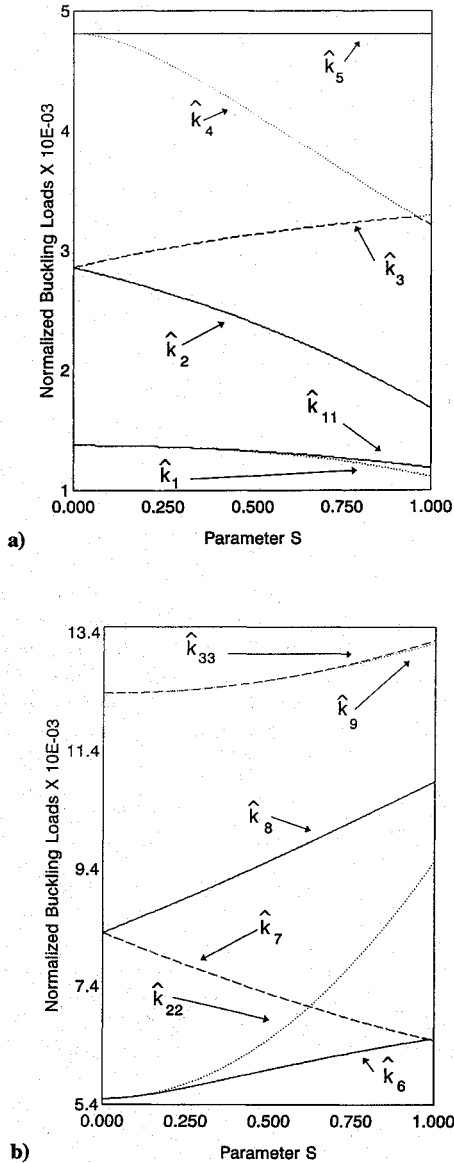 5
k̂ 5
k̂ 4
4
k̂ 3
3
k̂ 2
2
k̂ 11
k̂ 1
1
Normalized Buckling Loads X 10E-03
0.000 0.250 0.500 0.750 1.000
Parameter S
a)
13.4
k̂ 33
k̂ 9
11.4
k̂ 8
9.4
k̂ 7
7.4
k̂ 22
k̂ 6
5.4
Normalized Buckling Loads X 10E-03
0.000 0.250 0.500 0.750 1.000
Parameter S
b)